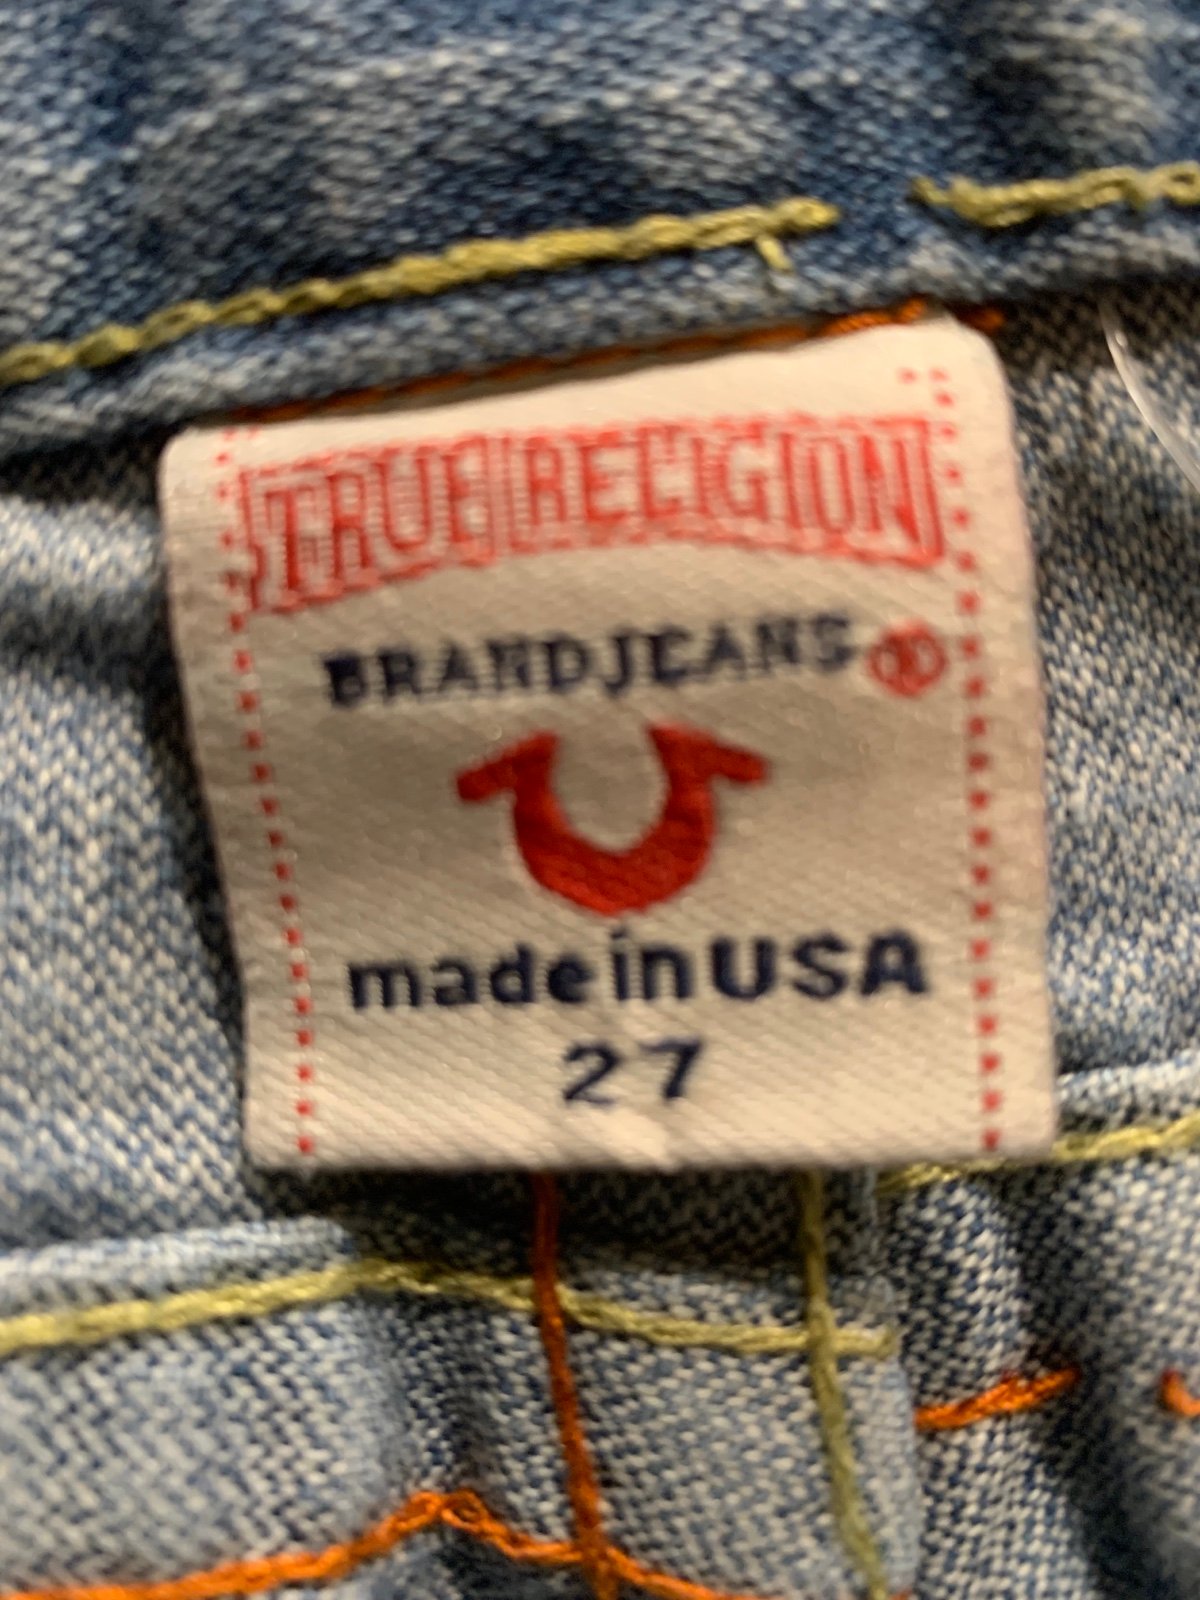 TRUE RELIGION
BRAND JEANS ®
made in USA
27